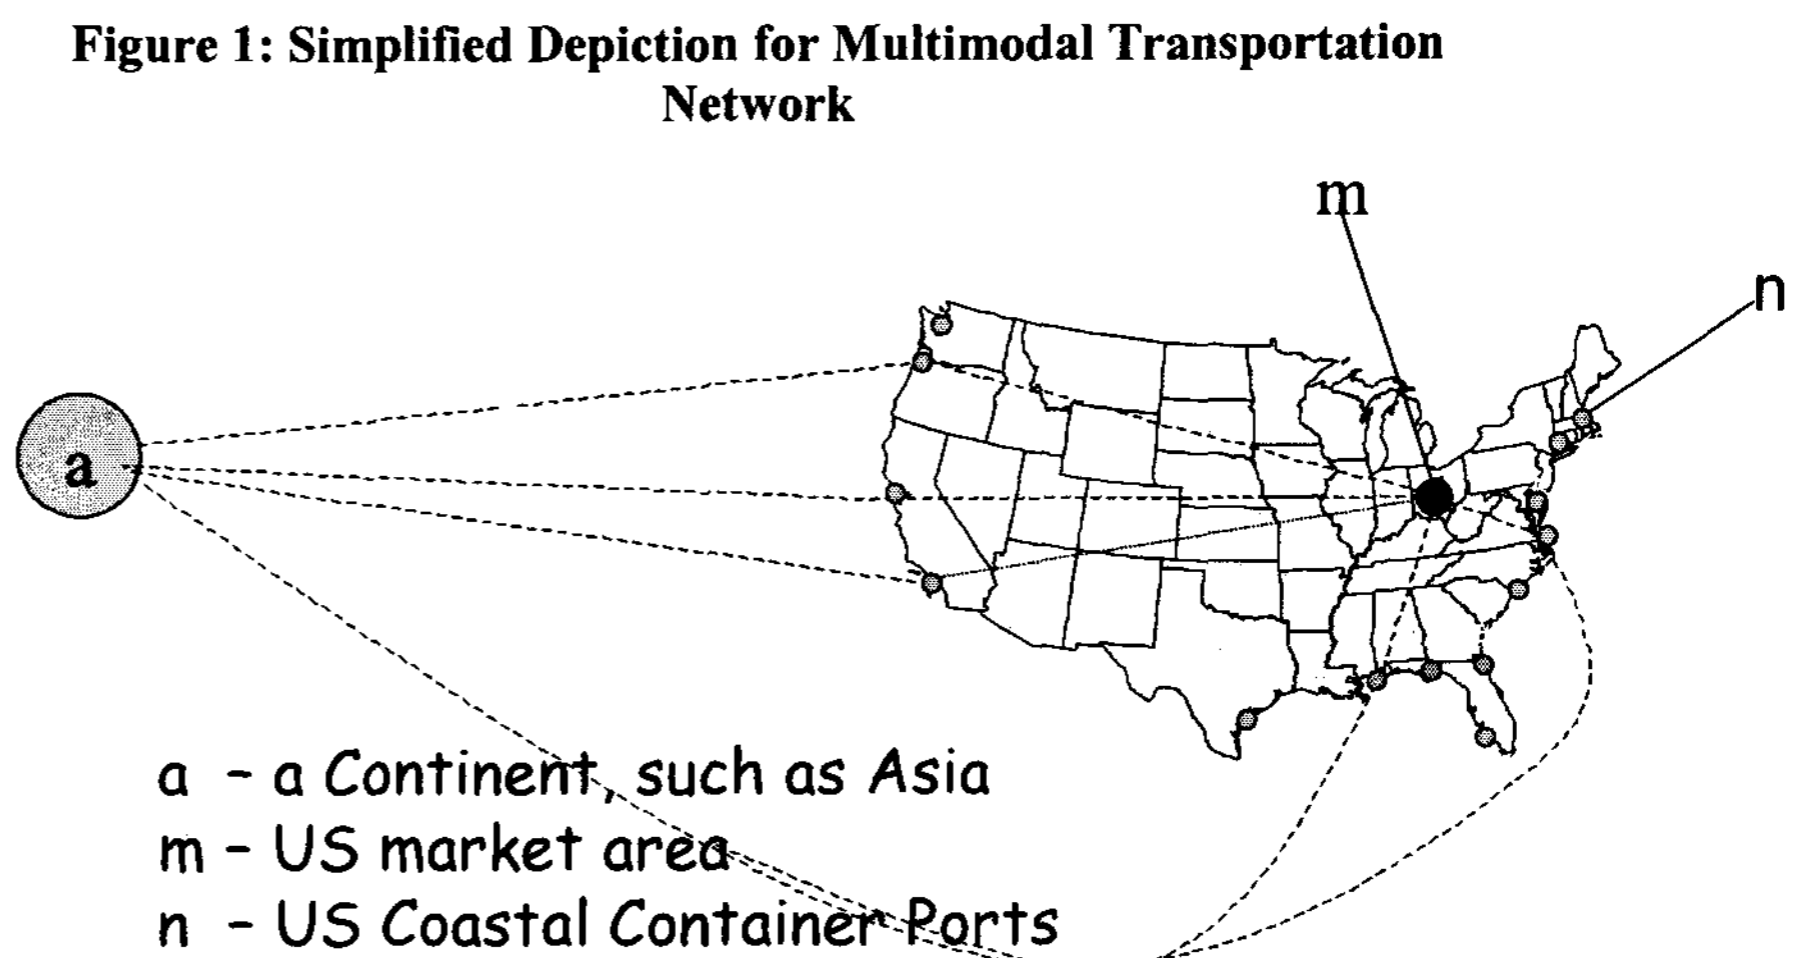 Figure 1: Simplified Depiction for Multimodal Transportation
Network
m
n
a
a - a Continent, such as Asia
m - US market area
n - US Coastal Container Ports